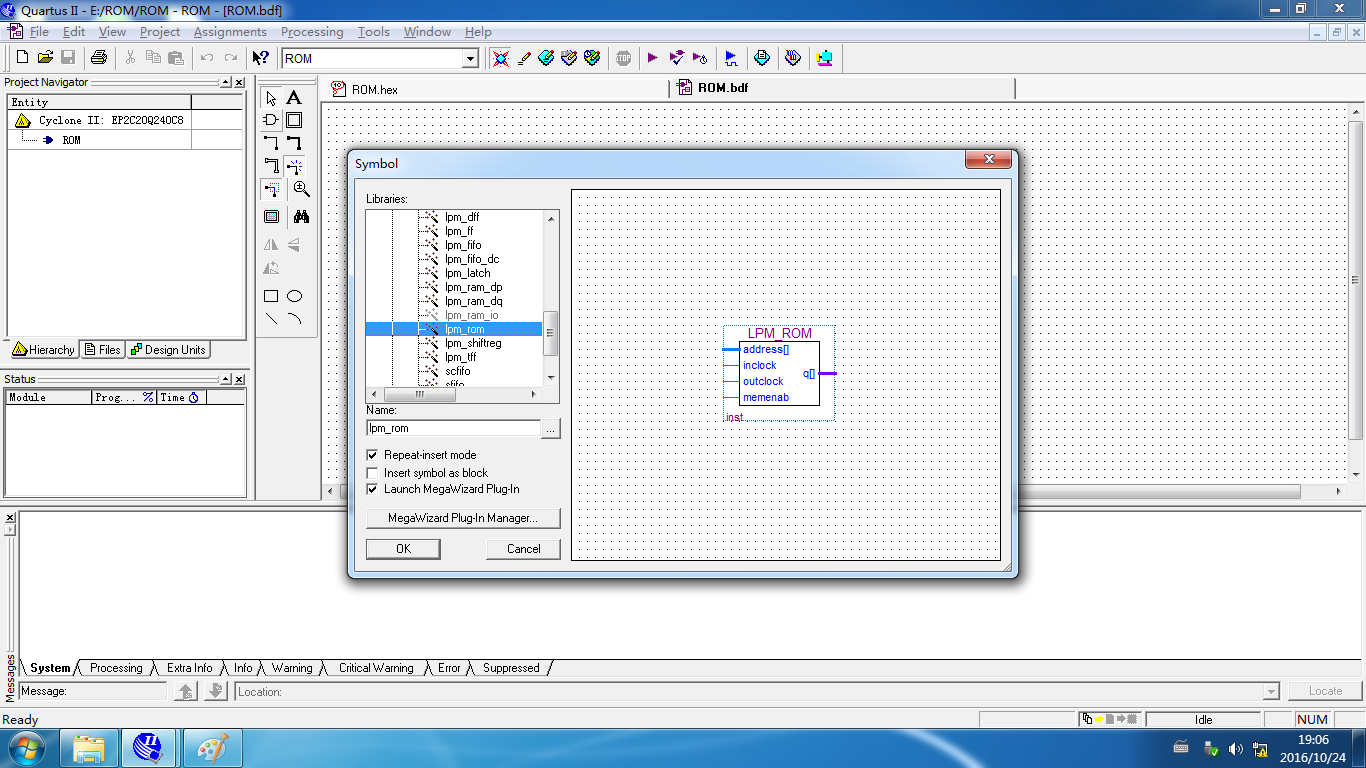 Quartus II - E:/ROM/ROM - ROM - [ROM.bdf]
File Edit View Project Assignments Processing Tools Window Help
ROM
Project Navigator
Entity
Cyclone II: EP2C20Q240C8
ROM
Hierarchy Files Design Units
Status
Module Prog... % Time
ROM.hex ROM.bdf
A
Symbol
Libraries:
lpm_dff
lpm_ff
lpm_fifo
lpm_fifo_dc
lpm_latch
lpm_ram_dp
lpm_ram_dq
lpm_ram_io
lpm_rom
lpm_shiftreg
lpm_tff
scfifo
sfifo
Name:
lpm_rom
...
Repeat-insert mode
Insert symbol as block
Launch MegaWizard Plug-In
MegaWizard Plug-In Manager...
OK Cancel
LPM_ROM
address[]
inclock
q[]
outclock
memenab
inst
Messages
System Processing Extra Info Info Warning Critical Warning Error Suppressed
Message: Location: Locate
Ready Idle NUM
19:06
2016/10/24